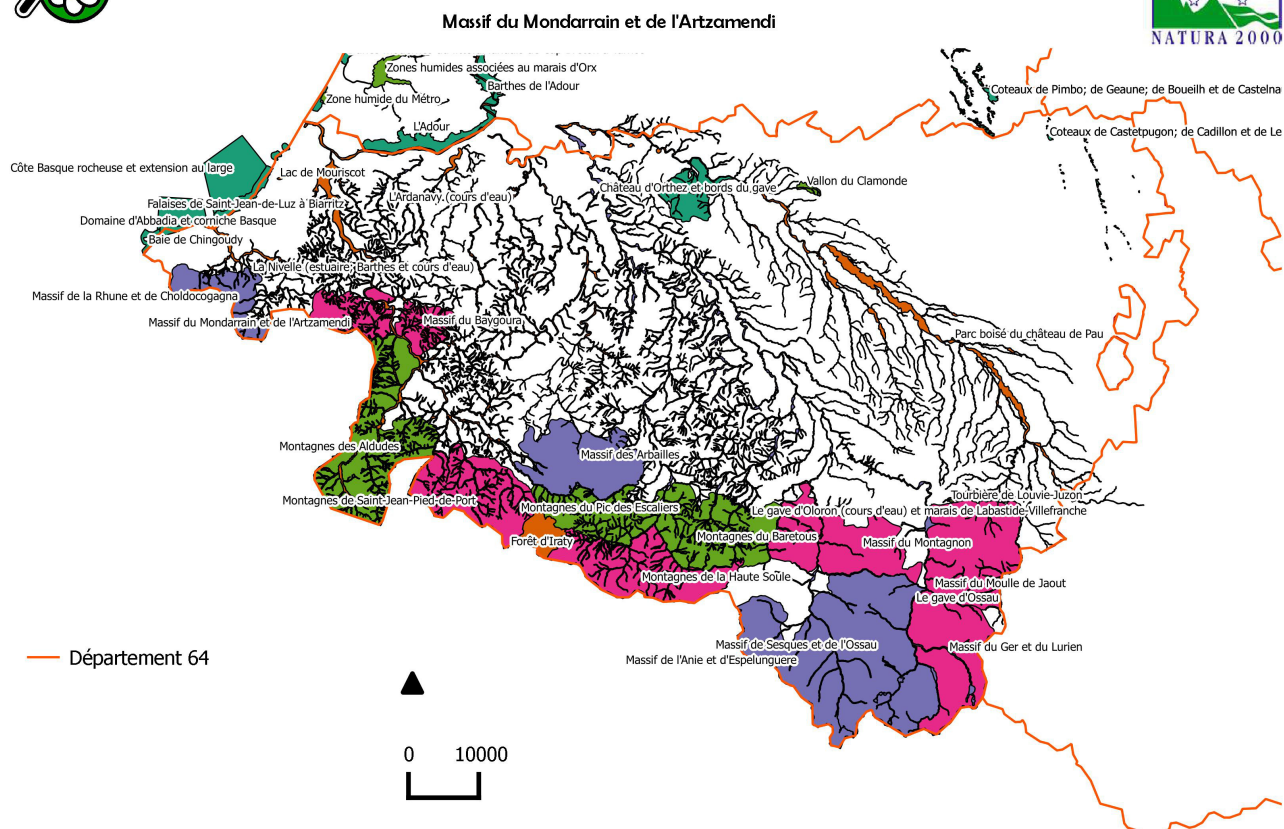 Massif du Mondarrain et de l'Artzamendi
NATURA 2000
Zones humides associées au marais d'Orx
Barthes de l'Adour
Coteaux de Pimbo; de Geaune; de Boueilh et de Castelna
Zone humide du Métro
L'Adour
Coteaux de Castetpugon; de Cadillon et de Le
Côte Basque rocheuse et extension au large
Lac de Mouriscot
Château d'Orthez et bords du gave
Vallon du Clamonde
L'Ardanavy (cours d'eau)
Falaises de Saint-Jean-de-Luz à Biarritz
Domaine d'Abbadia et corniche Basque
Baie de Chingoudy
La Nivelle (estuaire; Barthes et cours d'eau)
Massif de la Rhune et de Choldocogagna
Massif du Mondarrain et de l'Artzamendi
Massif du Baygoura
Parc boisé du château de Pau
Montagnes des Aldudes
Massif des Arbailles
Montagnes de Saint-Jean-Pied-de-Port
Tourbière de Louvie-Juzon
Montagnes du Pic des Escaliers
Le gave d'Oloron (cours d'eau) et marais de Labastide-Villefranche
Montagnes du Baretous
Forêt d'Iraty
Massif du Montagnon
Montagnes de la Haute Soule
Massif du Moulle de Jaout
Le gave d'Ossau
Massif de Sesques et de l'Ossau
Massif du Ger et du Lurien
Massif de l'Anie et d'Espelunguere
Département 64
0 10000